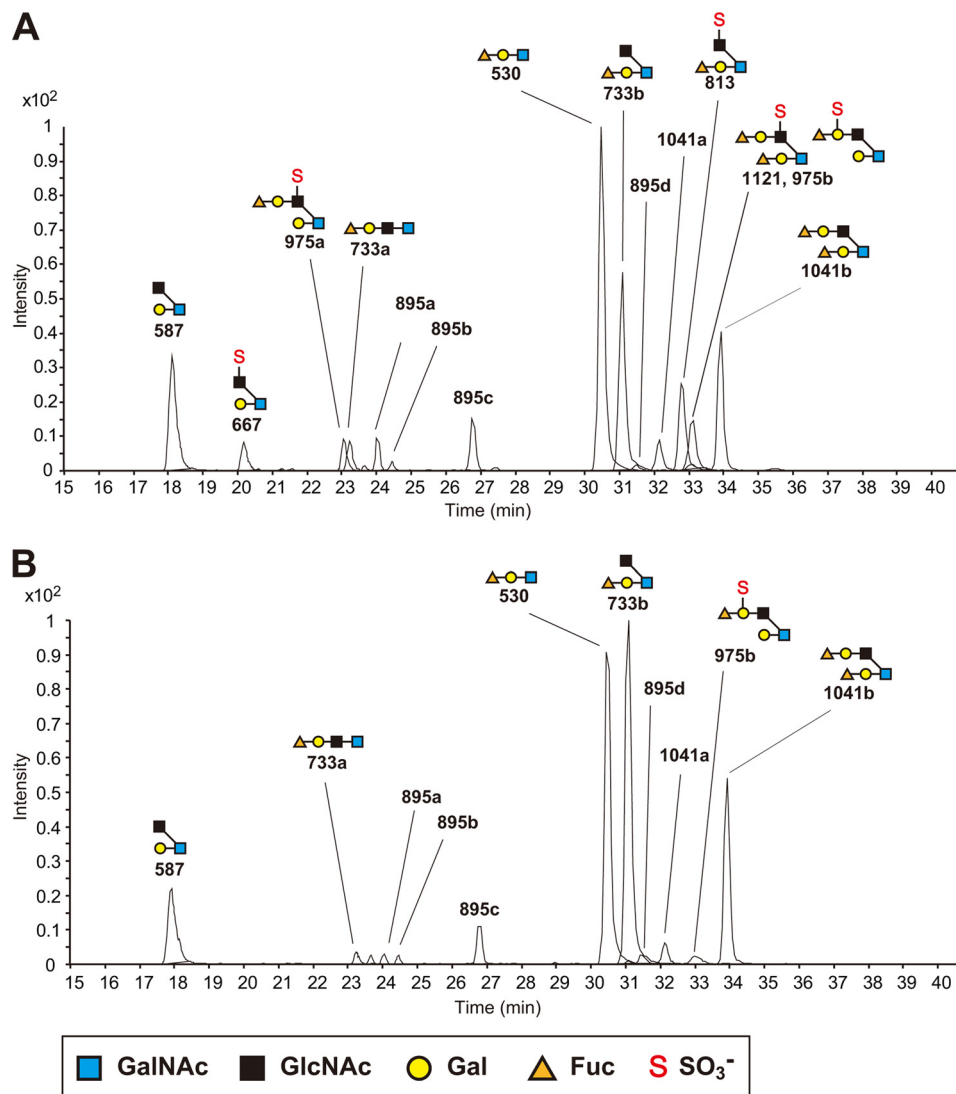 A
S
530
733b
813
x10²
S
S
1041a
1
895d
1121, 975b
0.9
S
0.8
0.7
975a
733a
1041b
0.6
895a
0.5
587
895b
0.4
S
895c
0.3
667
0.2
0.1
0
Intensity
15 16 17 18 19 20 21 22 23 24 25 26 27 28 29 30 31 32 33 34 35 36 37 38 39 40
Time (min)
B
x10²
530
733b
S
975b
1
895d
1041b
0.9
0.8
1041a
0.7
733a
0.6
895a
0.5
895b
0.4
587
0.3
895c
0.2
0.1
0
Intensity
15 16 17 18 19 20 21 22 23 24 25 26 27 28 29 30 31 32 33 34 35 36 37 38 39 40
Time (min)
GalNAc GlcNAc Gal Fuc S SO₃⁻